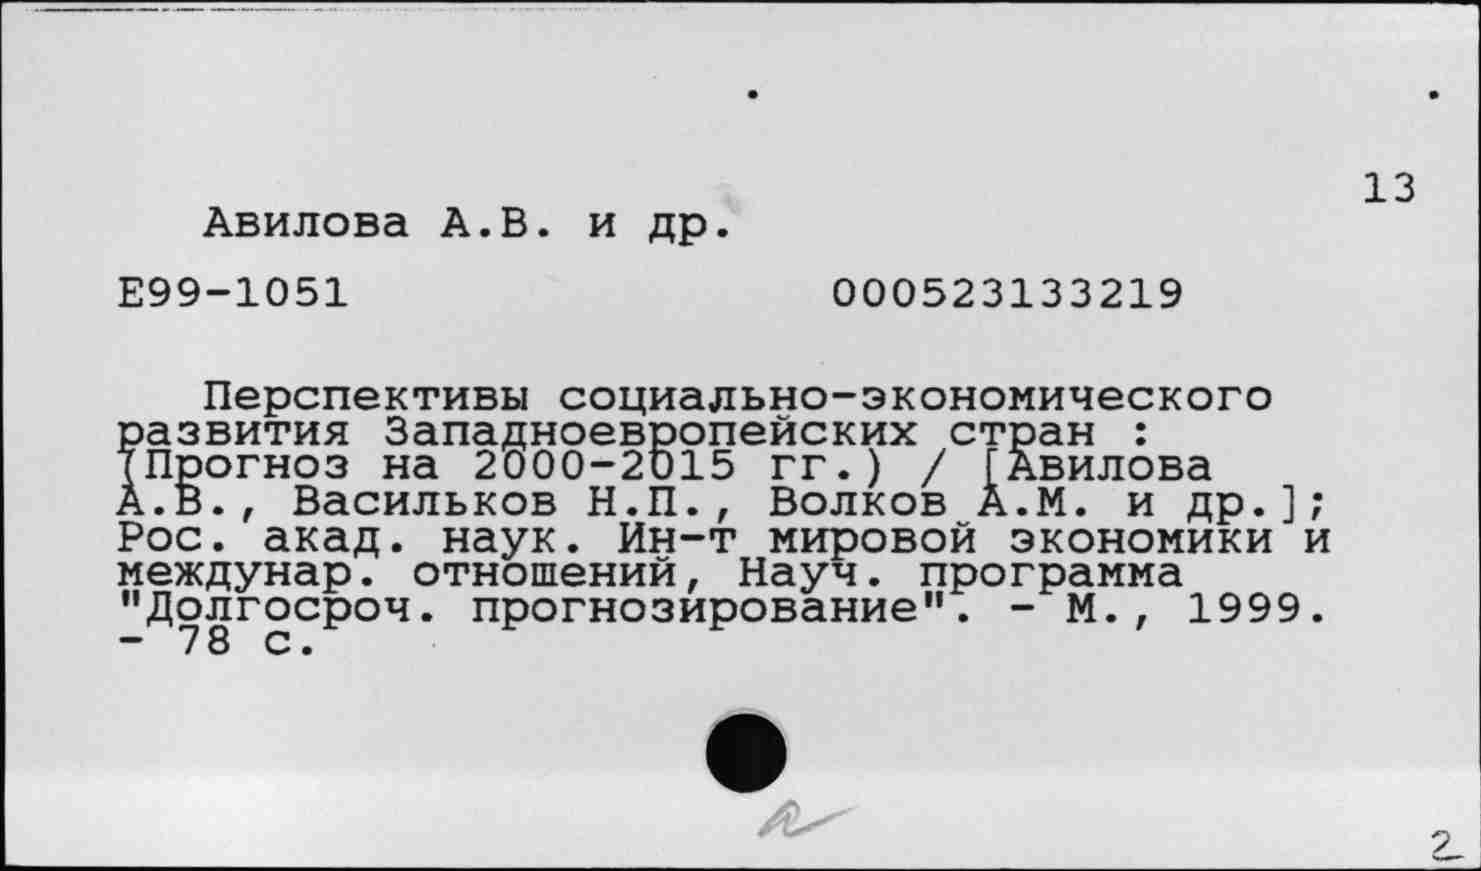 13
Авилова А.В. и др.
Е99-1051 000523133219
Перспективы социально-экономического
развития Западноевропейских стран :
(Прогноз на 2000-2015 гг.) / [Авилова
А.В., Васильков Н.П., Волков А.М. и др.];
Рос. акад. наук. Ин-т мировой экономики и
междунар. отношений, Науч. программа
"Долгосроч. прогнозирование". - М., 1999.
- 78 с.
2